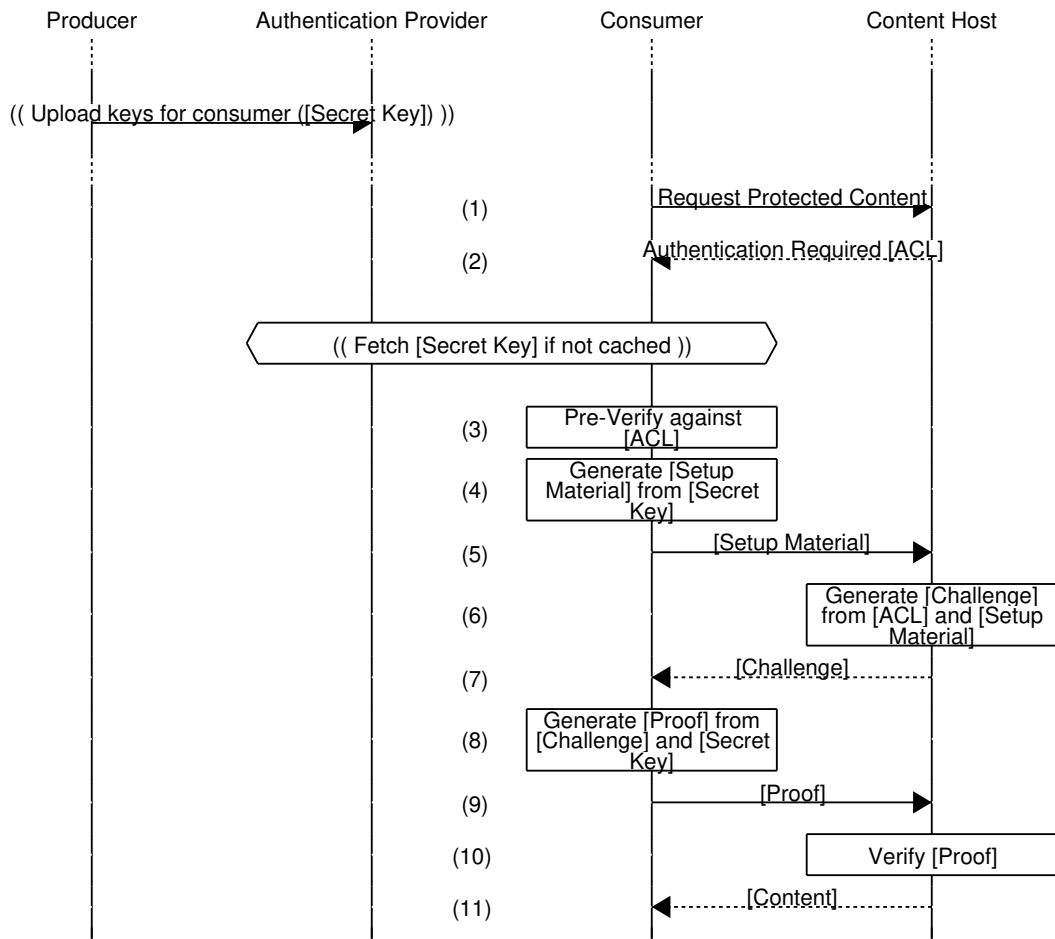 Producer
Authentication Provider
Consumer
Content Host
(( Upload keys for consumer ([Secret Key]) ))
(1)
Request Protected Content
(2)
Authentication Required [ACL]
(( Fetch [Secret Key] if not cached ))
(3)
Pre-Verify against
[ACL]
(4)
Generate [Setup
Material] from [Secret
Key]
(5)
[Setup Material]
(6)
Generate [Challenge]
from [ACL] and [Setup
Material]
(7)
[Challenge]
(8)
Generate [Proof] from
[Challenge] and [Secret
Key]
(9)
[Proof]
(10)
Verify [Proof]
(11)
[Content]